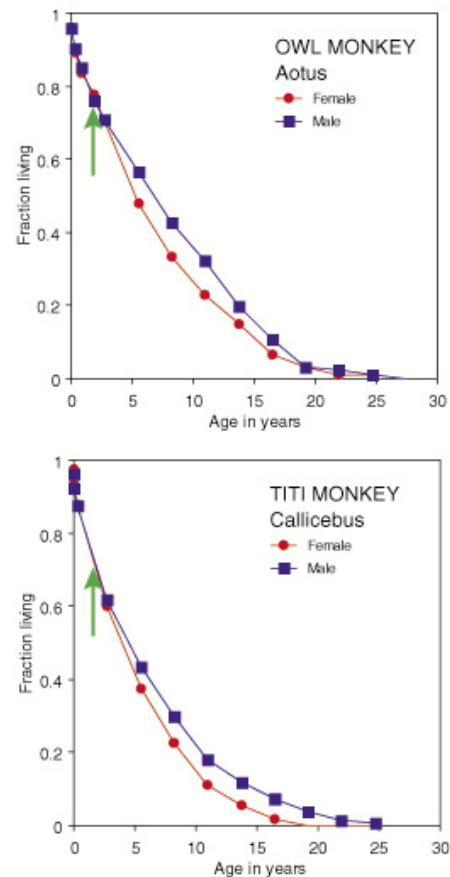 OWL MONKEY
Aotus
Female
Male
Fraction living
1
0.8
0.6
0.4
0.2
0
0 5 10 15 20 25 30
Age in years
TITI MONKEY
Callicebus
Female
Male
Fraction living
1
0.8
0.6
0.4
0.2
0
0 5 10 15 20 25 30
Age in years